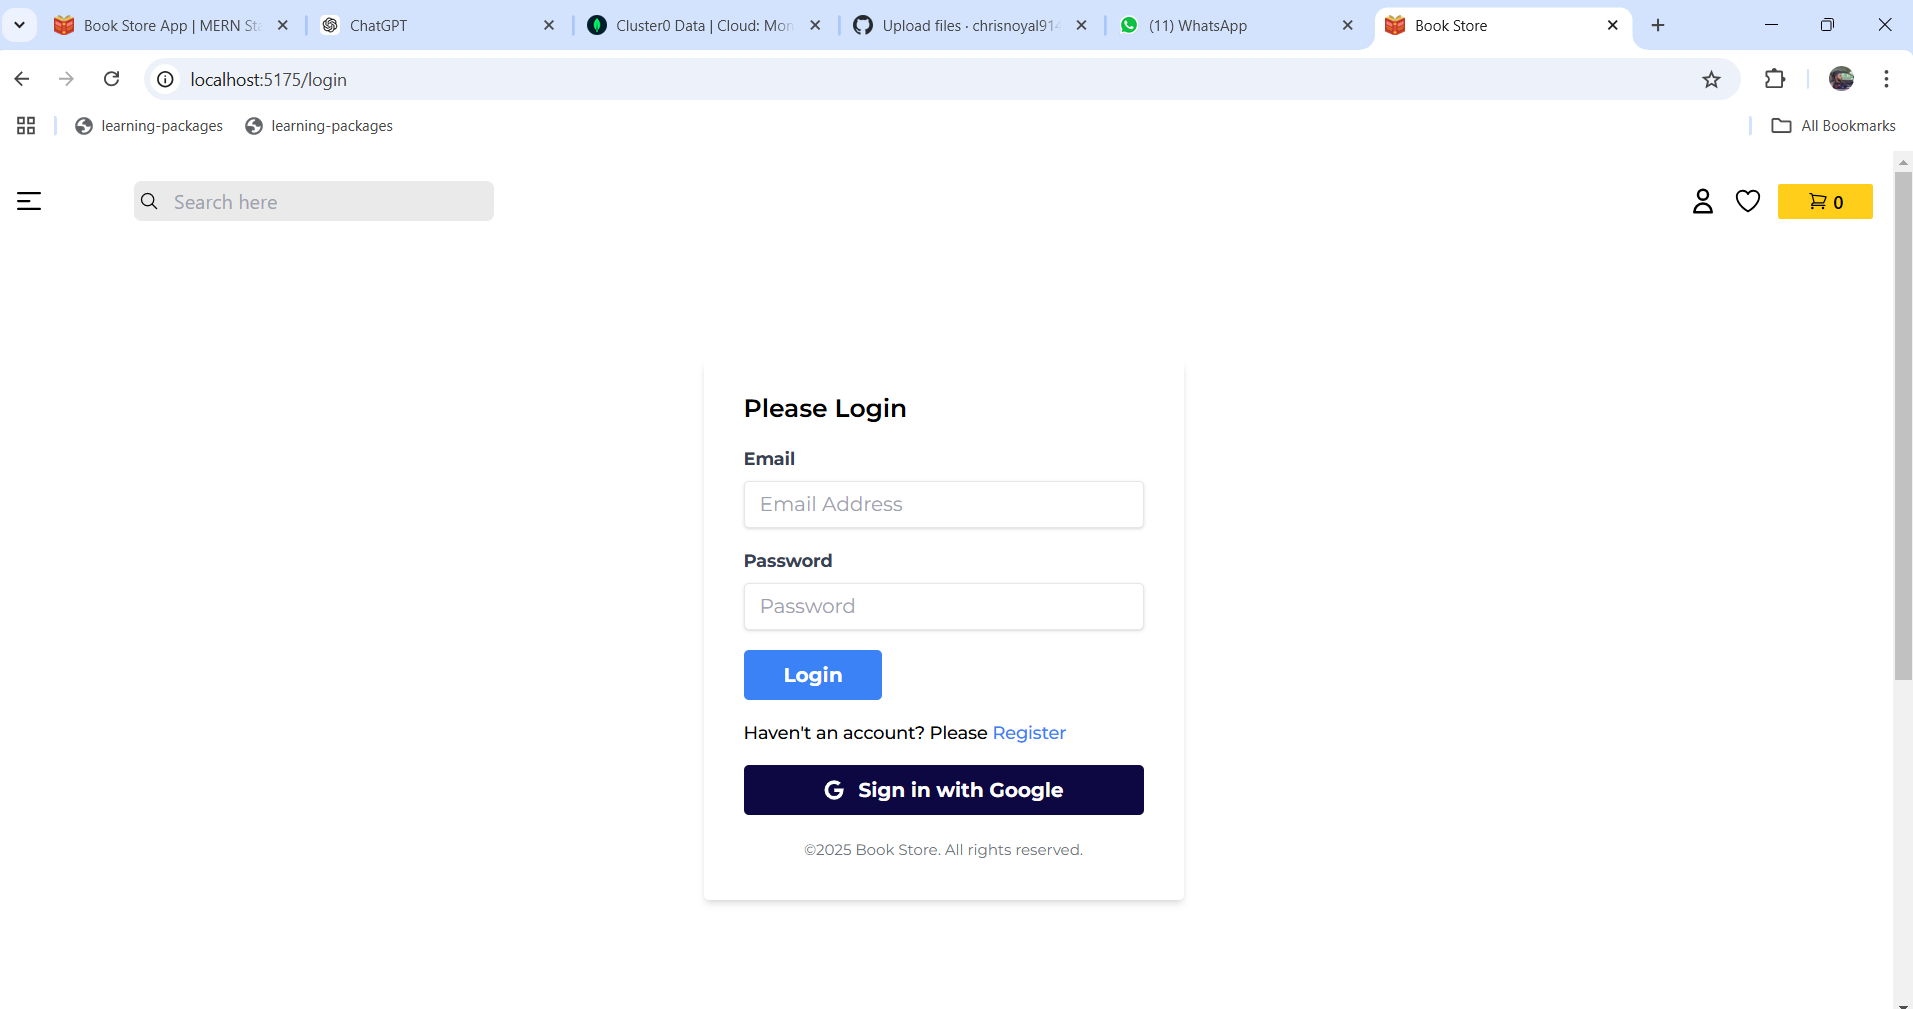 Book Store App | MERN Sta
ChatGPT
Cluster0 Data | Cloud: Mon
Upload files · chrisnoyal914
(11) WhatsApp
Book Store
localhost:5175/login
learning-packages
learning-packages
All Bookmarks
Search here
0
Please Login
Email
Email Address
Password
Password
Login
Haven't an account? Please Register
G Sign in with Google
©2025 Book Store. All rights reserved.